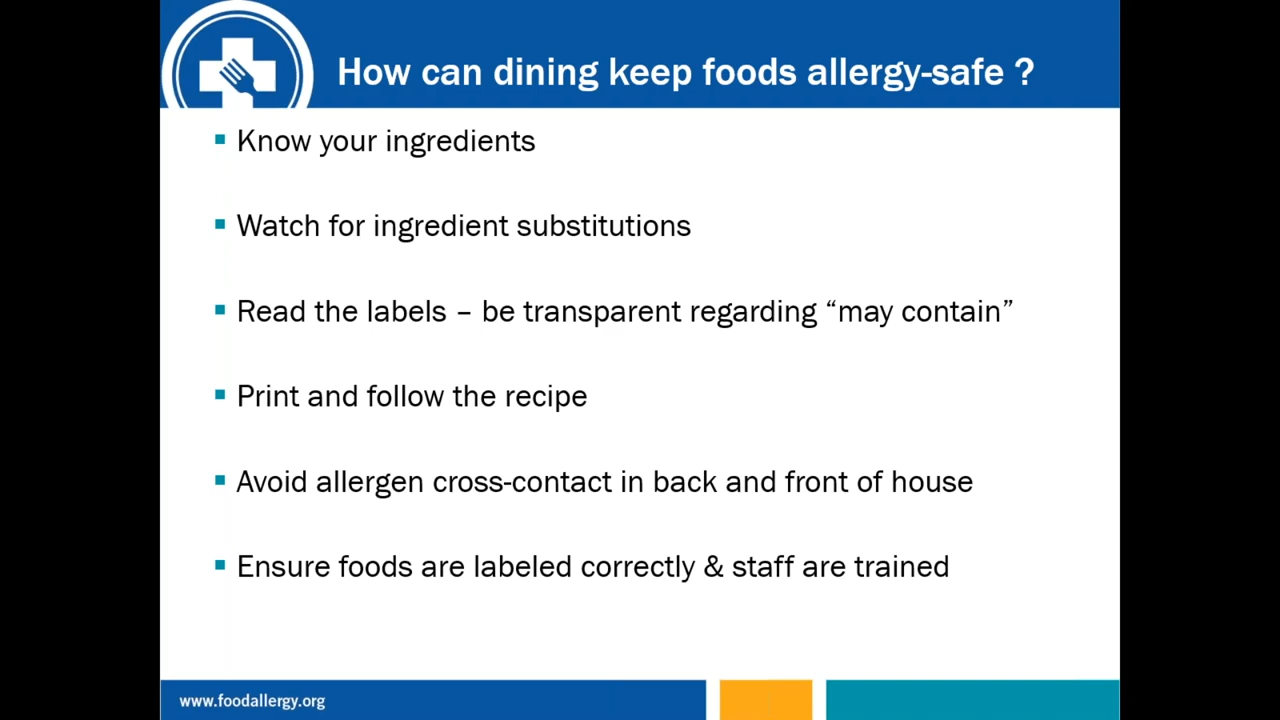 How can dining keep foods allergy-safe ?
Know your ingredients
Watch for ingredient substitutions
Read the labels – be transparent regarding “may contain”
Print and follow the recipe
Avoid allergen cross-contact in back and front of house
Ensure foods are labeled correctly & staff are trained
www.foodallergy.org